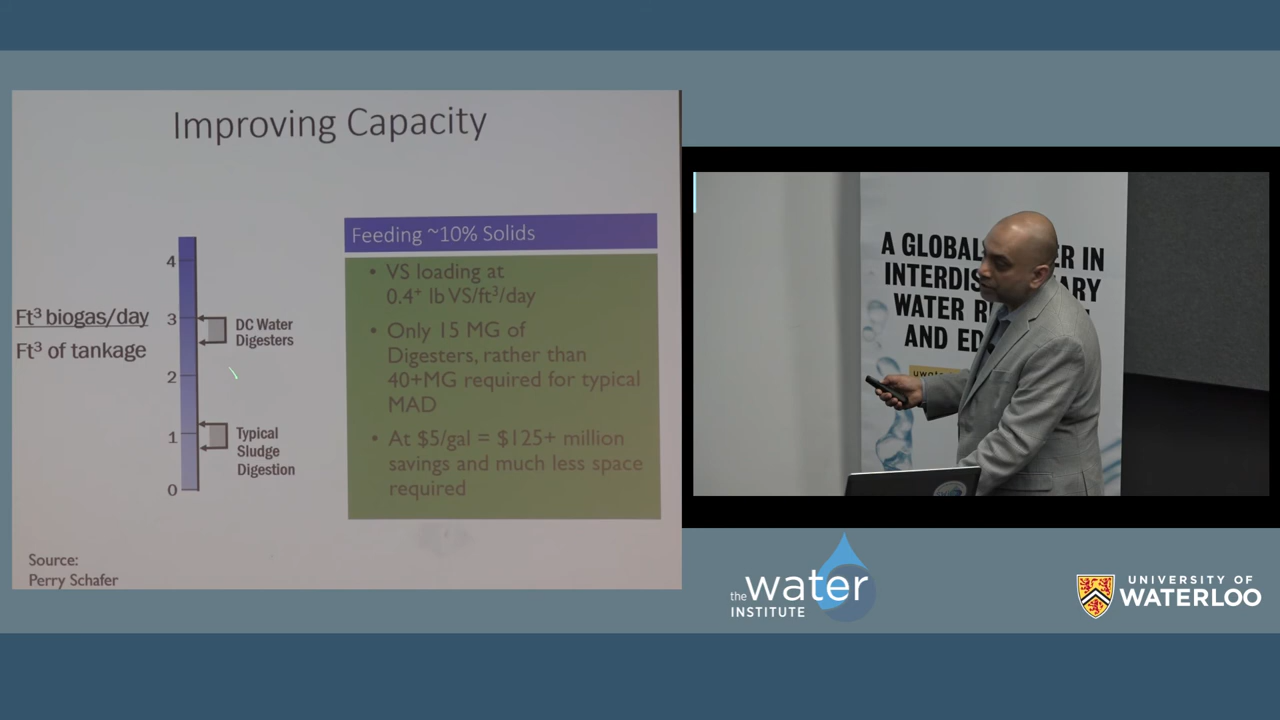 Improving Capacity
4
3
2
1
0
Ft³ biogas/day
Ft³ of tankage
DC Water
Digesters
Typical
Sludge
Digestion
Feeding ~10% Solids
• VS loading at
0.4⁺ lb VS/ft³/day
• Only 15 MG of
Digesters, rather than
40+MG required for typical
MAD
• At $5/gal = $125+ million
savings and much less space
required
Source:
Perry Schafer
A GLOBAL ER IN
WATER
AND
the water
INSTITUTE
UNIVERSITY OF
WATERLOO